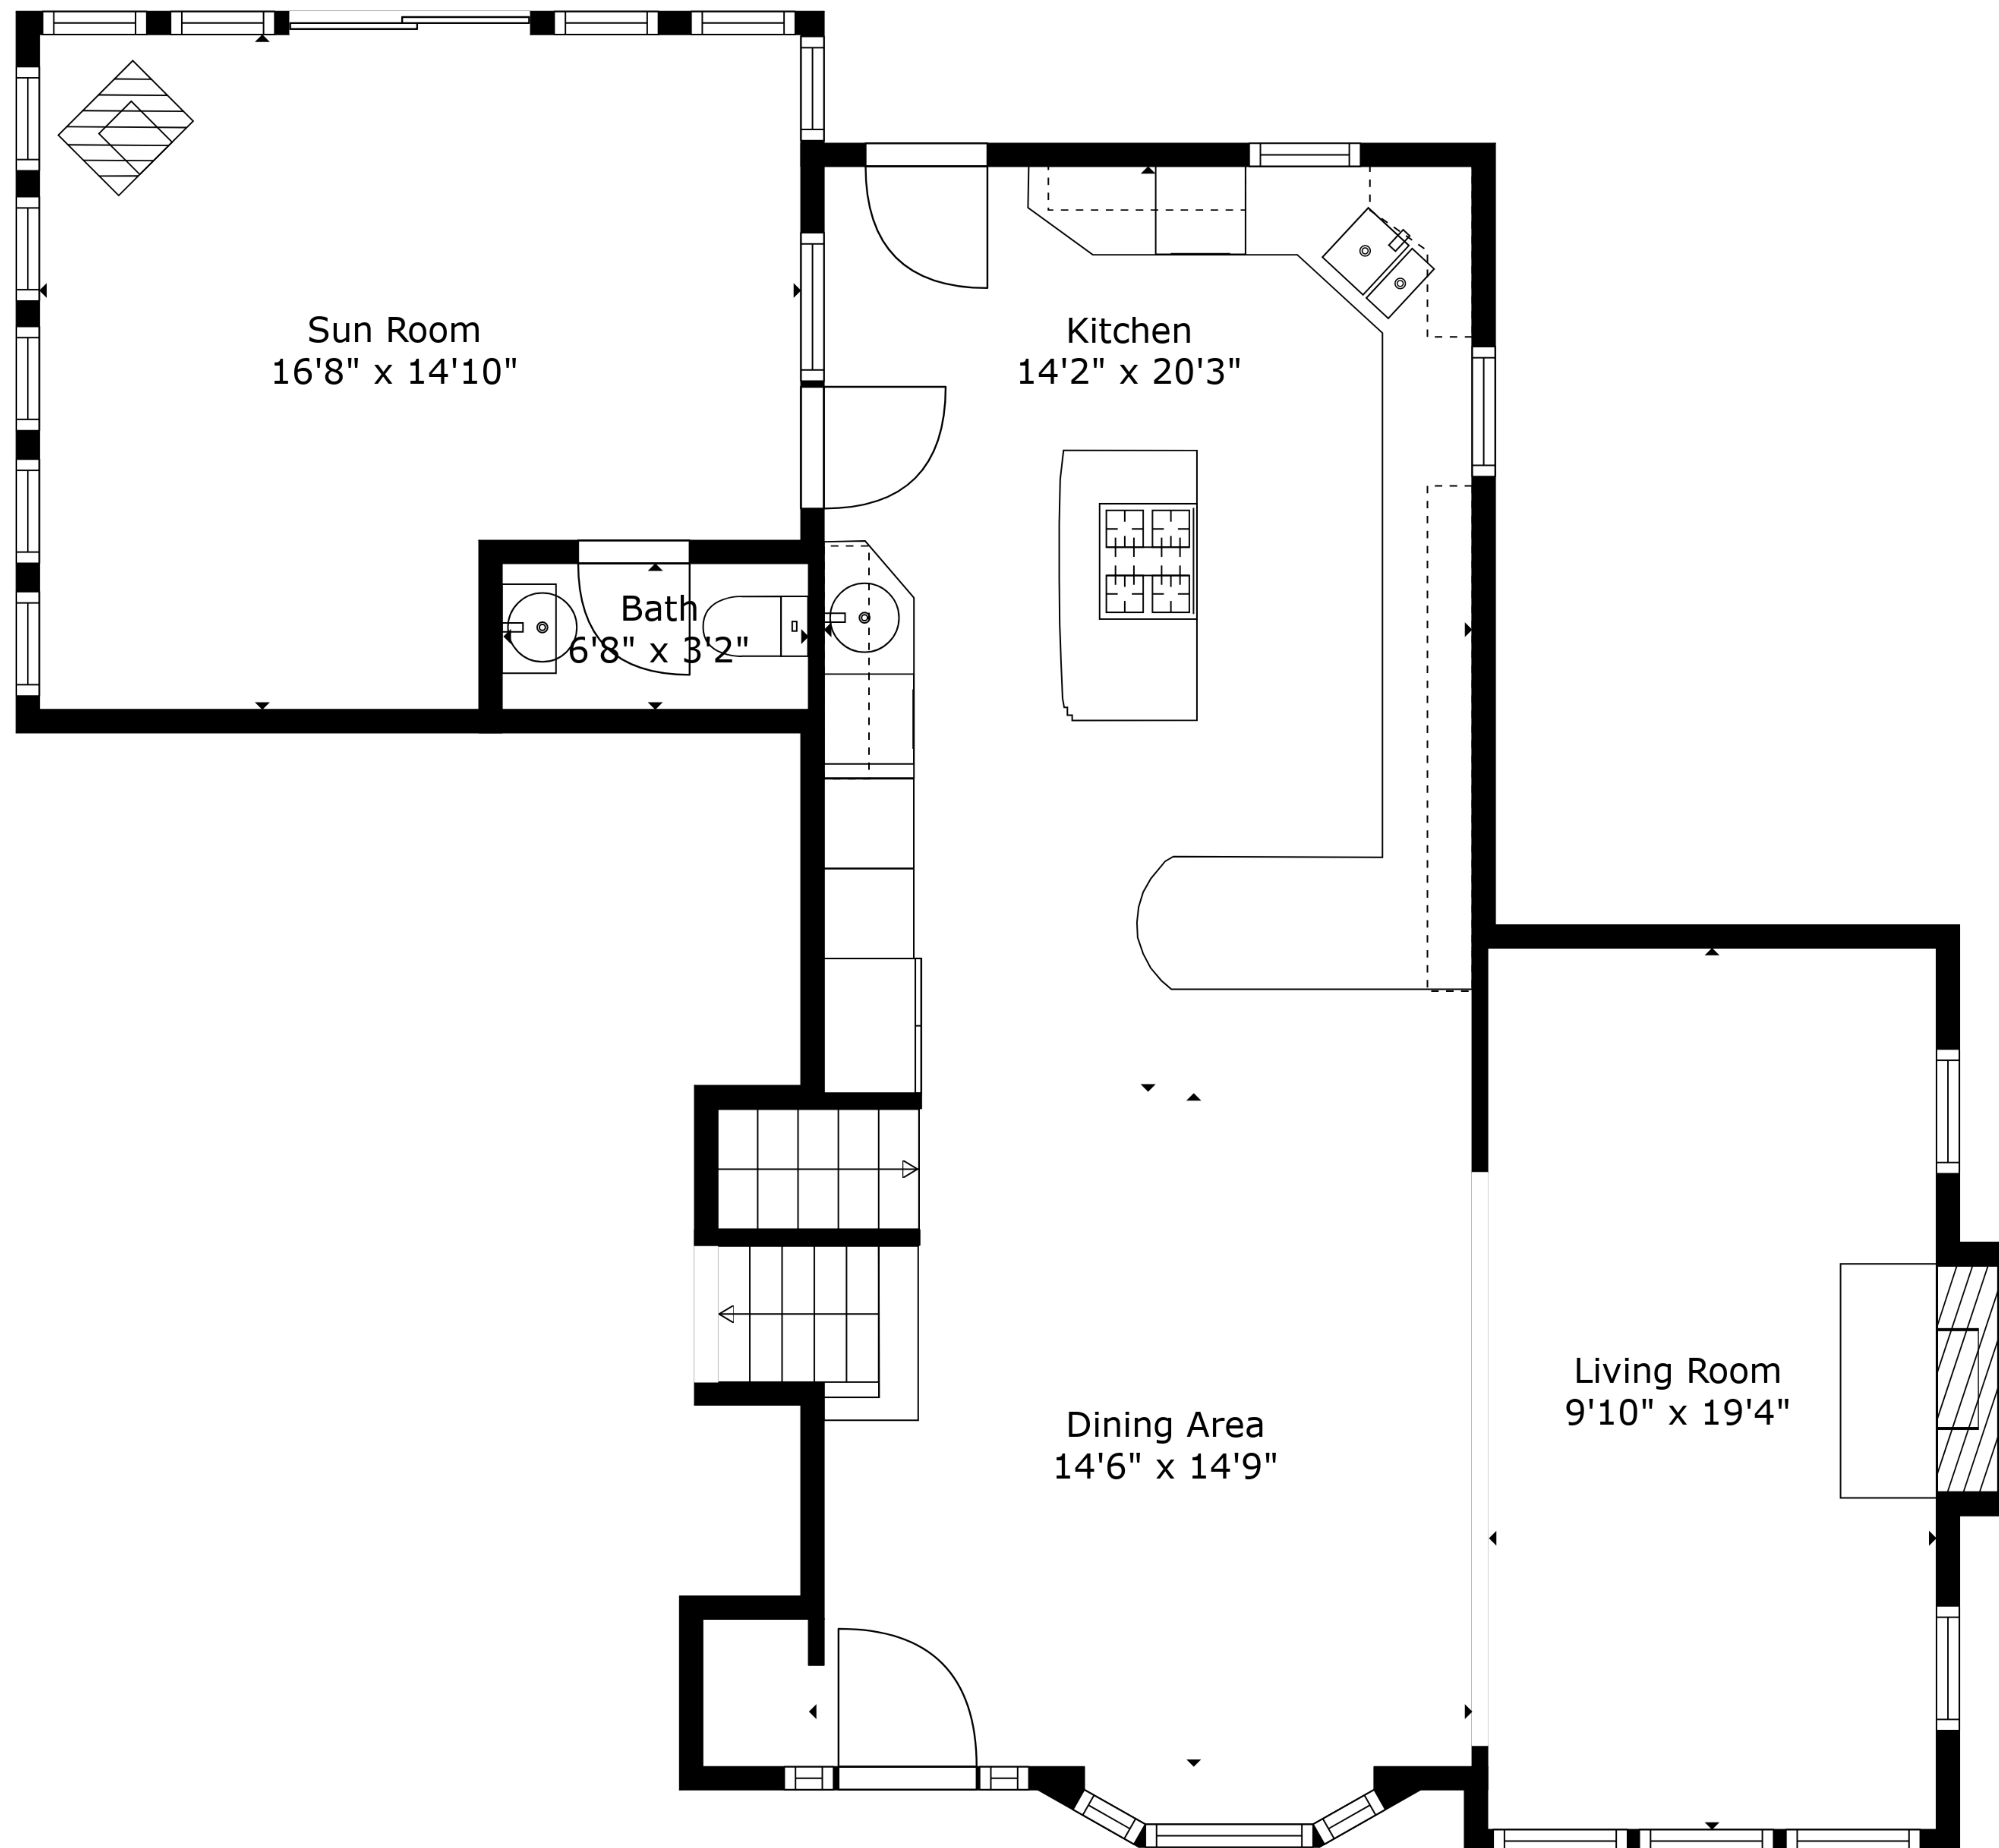 Sun Room
16'8" x 14'10"
Kitchen
14'2" x 20'3"
Bath
6'8" x 3'2"
Living Room
9'10" x 19'4"
Dining Area
14'6" x 14'9"